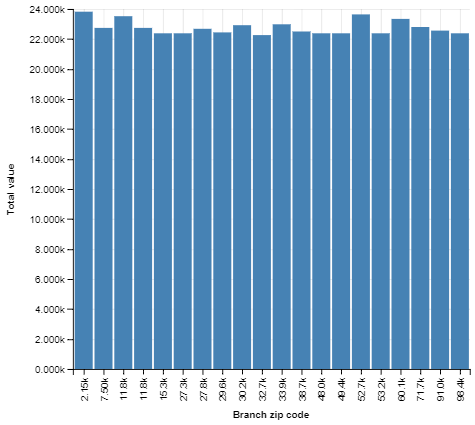 24.000k
22.000k
20.000k
18.000k
16.000k
14.000k
12.000k
10.000k
8.000k
6.000k
4.000k
2.000k
0.000k
Total value
2.15k
7.50k
11.8k
11.8k
15.3k
27.3k
27.8k
29.6k
30.2k
32.7k
33.9k
38.7k
48.0k
49.4k
52.7k
53.2k
60.1k
71.7k
91.0k
98.4k
Branch zip code